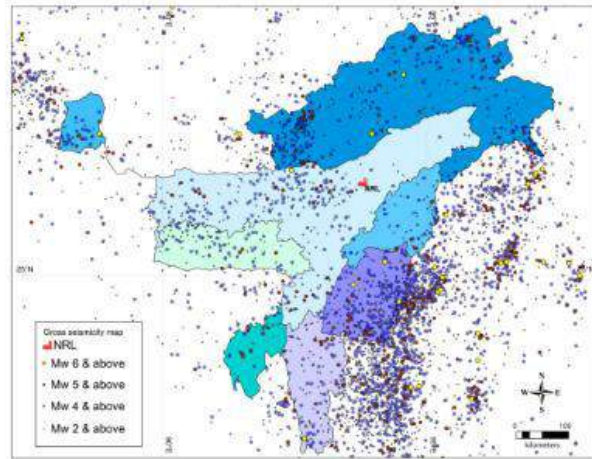 NRL
25°N
Gross seismicity map
NRL
Mw 6 & above
Mw 5 & above
Mw 4 & above
Mw 2 & above
N
W E
S
0 100
kilometers